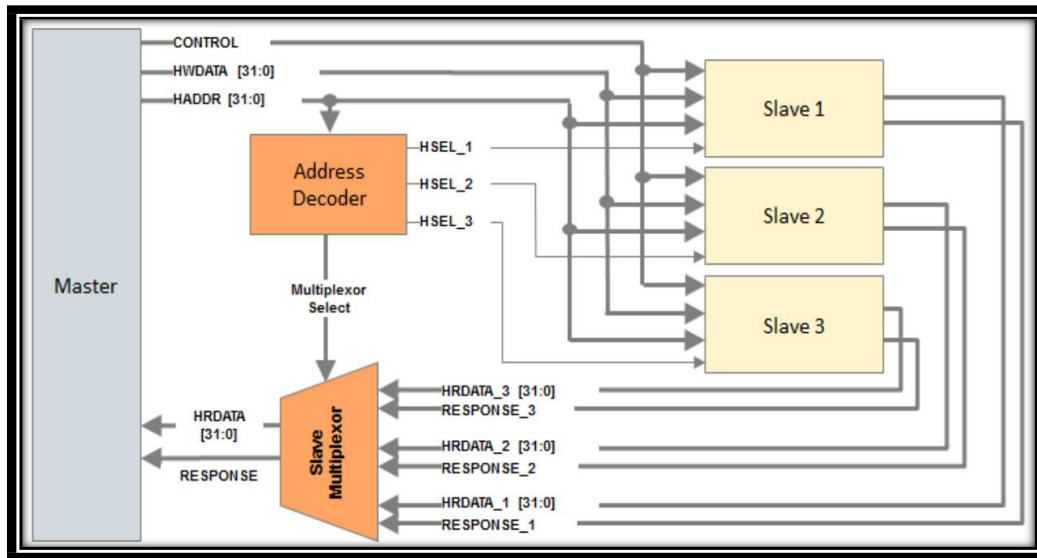 CONTROL
HWDATA [31:0]
HADDR [31:0]
Master
Address
Decoder
HSEL_1
HSEL_2
HSEL_3
Slave 1
Slave 2
Slave 3
Multiplexor
Select
Slave
Multiplexor
HRDATA
[31:0]
RESPONSE
HRDATA_3 [31:0]
RESPONSE_3
HRDATA_2 [31:0]
RESPONSE_2
HRDATA_1 [31:0]
RESPONSE_1